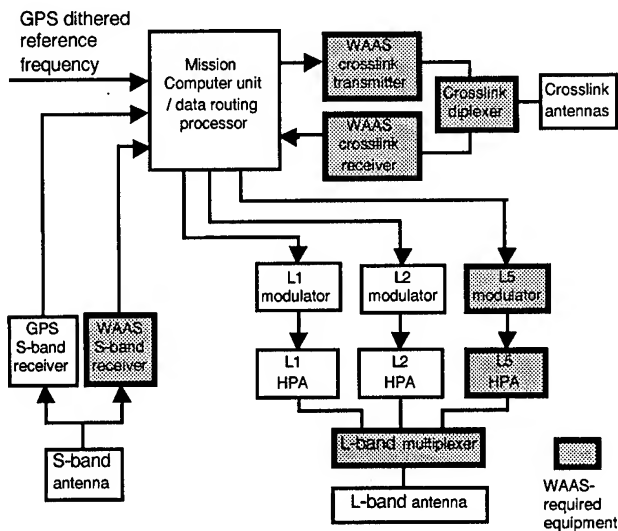 GPS dithered
reference
frequency
Mission
Computer unit
/ data routing
processor
WAAS
crosslink
transmitter
Crosslink
diplexer
Crosslink
antennas
WAAS
crosslink
receiver
L1
modulator
L2
modulator
L5
modulator
GPS
S-band
receiver
WAAS
S-band
receiver
L1
HPA
L2
HPA
L5
HPA
L-band multiplexer
S-band
antenna
L-band antenna
WAAS-
required
equipment